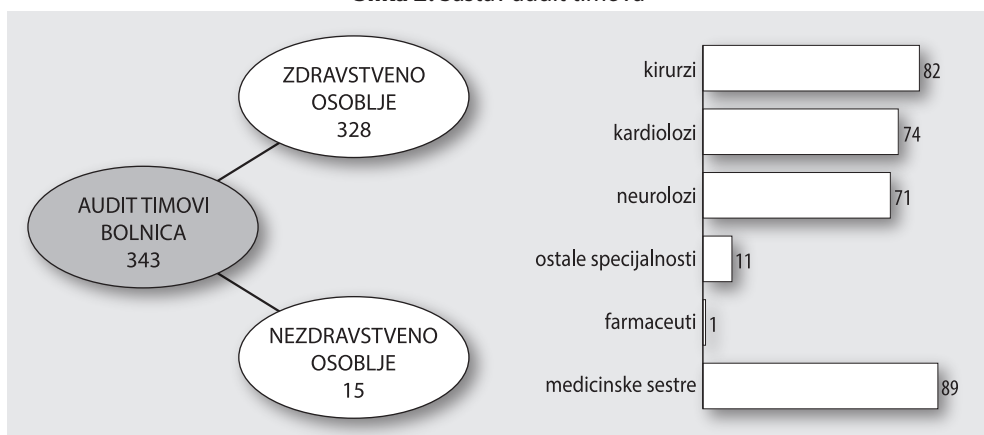 ZDRAVSTVENO
OSOBLJE
328
AUDIT TIMOVI
BOLNICA
343
NEZDRAVSTVENO
OSOBLJE
15
kirurzi 82
kardiolozi 74
neurolozi 71
ostale specijalnosti 11
farmaceuti 1
medicinske sestre 89